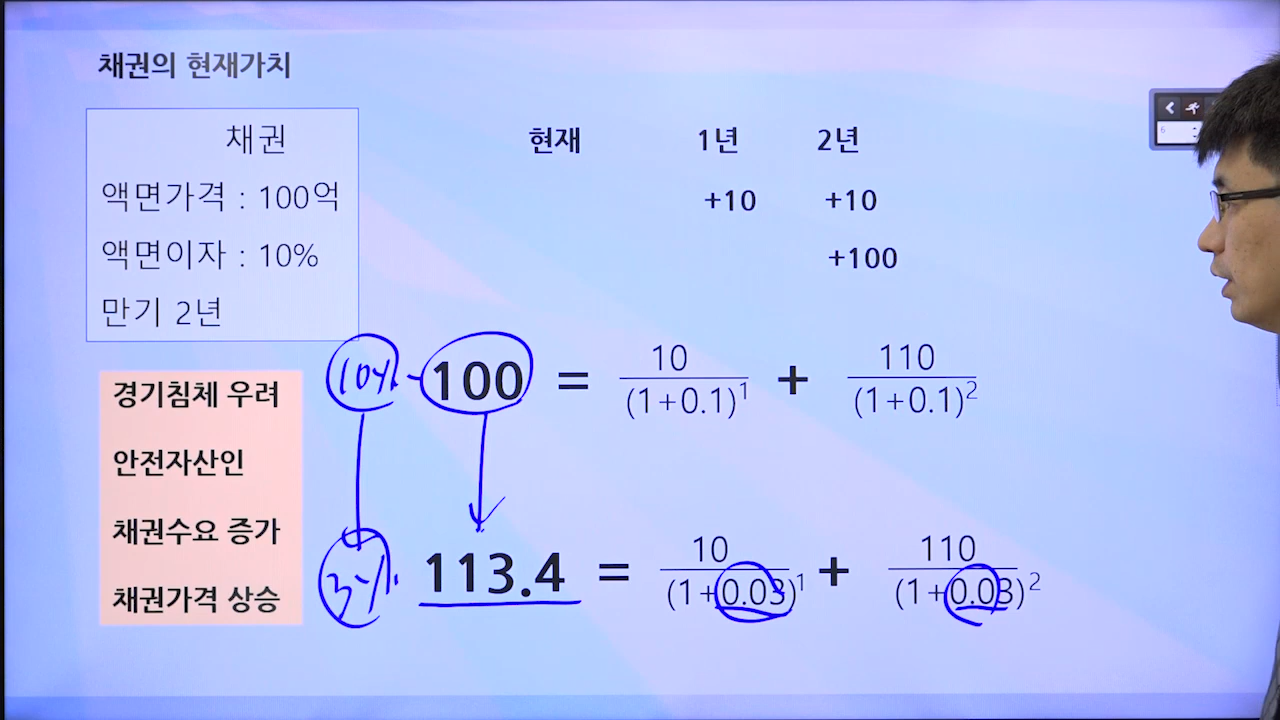 채권의 현재가치
채권
액면가격 : 100억
액면이자 : 10%
만기 2년
현재 1년 2년
+10 +10
+100
경기침체 우려
안전자산인
채권수요 증가
채권가격 상승
10% - 100 = 10/(1+0.1)¹ + 110/(1+0.1)²
3% 113.4 = 10/(1+0.03)¹ + 110/(1+0.03)²
6